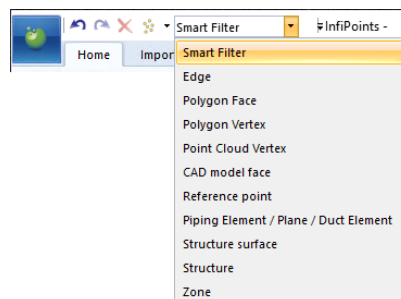 Smart Filter
InfiPoints -
Home
Impor
Smart Filter
Edge
Polygon Face
Polygon Vertex
Point Cloud Vertex
CAD model face
Reference point
Piping Element / Plane / Duct Element
Structure surface
Structure
Zone